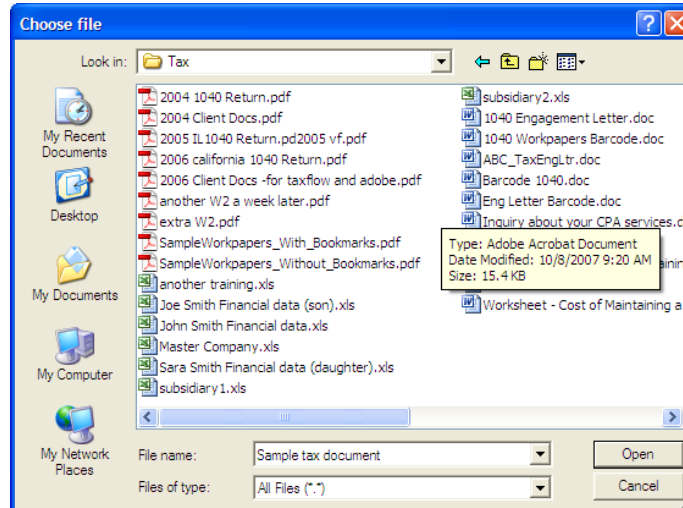 Choose file
Look in:
Tax
My Recent
Documents
Desktop
My Documents
My Computer
My Network
Places
2004 1040 Return.pdf
2004 Client Docs.pdf
2005 IL1040 Return.pd2005 vf.pdf
2006 california 1040 Return.pdf
2006 Client Docs -for taxflow and adobe.pdf
another W2 a week later.pdf
extra W2.pdf
SampleWorkpapers_With_Bookmarks.pdf
SampleWorkpapers_Without_Bookmarks.pdf
another training.xls
Joe Smith Financial data (son).xls
John Smith Financial data.xls
Master Company.xls
Sara Smith Financial data (daughter).xls
subsidiary1.xls
subsidiary2.xls
1040 Engagement Letter.doc
1040 Workpapers Barcode.doc
ABC_TaxEngLtr.doc
Barcode 1040.doc
Eng Letter Barcode.doc
Inquiry about your CPA services.
Type: Adobe Acrobat Document
Date Modified: 10/8/2007 9:20 AM
Size: 15.4 KB
Worksheet - Cost of Maintaining a
File name:
Sample tax document
Open
Files of type:
All Files (*.*)
Cancel